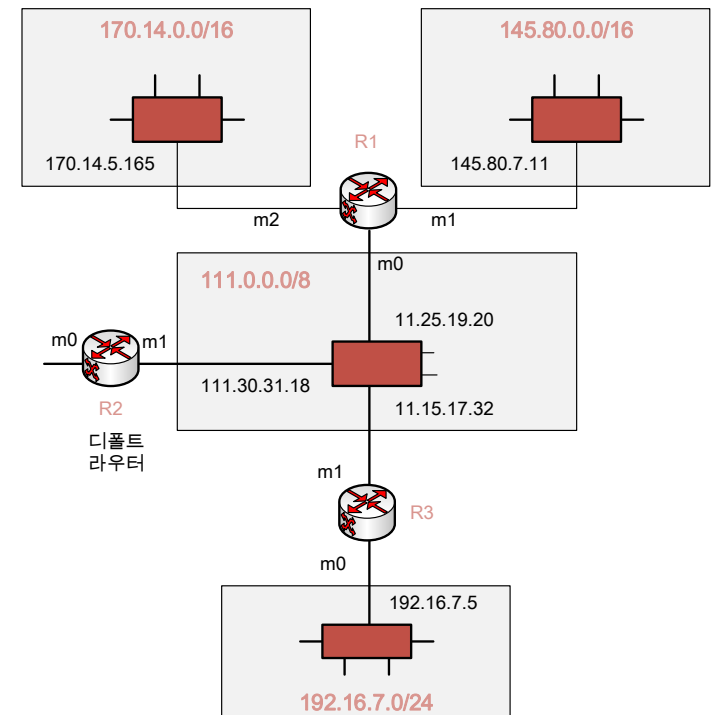 170.14.0.0/16
145.80.0.0/16
170.14.5.165
R1
145.80.7.11
m2
m1
m0
111.0.0.0/8
11.25.19.20
m0
m1
111.30.31.18
11.15.17.32
R2
디폴트
라우터
m1
R3
m0
192.16.7.5
192.16.7.0/24